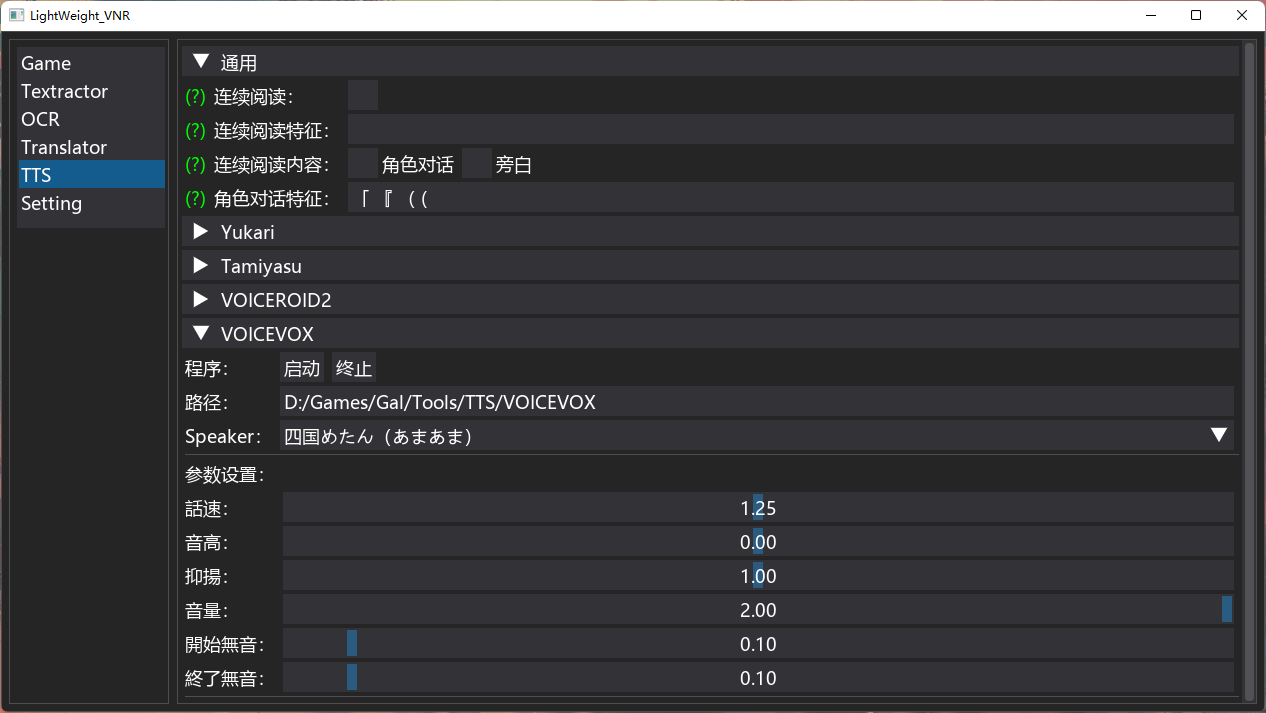 LightWeight_VNR
Game
Textractor
OCR
Translator
TTS
Setting
通用
(?) 连续阅读：
(?) 连续阅读特征：
(?) 连续阅读内容： 角色对话 旁白
(?) 角色对话特征： 「 『 （ (
Yukari
Tamiyasu
VOICEROID2
VOICEVOX
程序： 启动 终止
路径： D:/Games/Gal/Tools/TTS/VOICEVOX
Speaker： 四国めたん（あまあま）
参数设置：
話速： 1.25
音高： 0.00
抑揚： 1.00
音量： 2.00
開始無音： 0.10
終了無音： 0.10